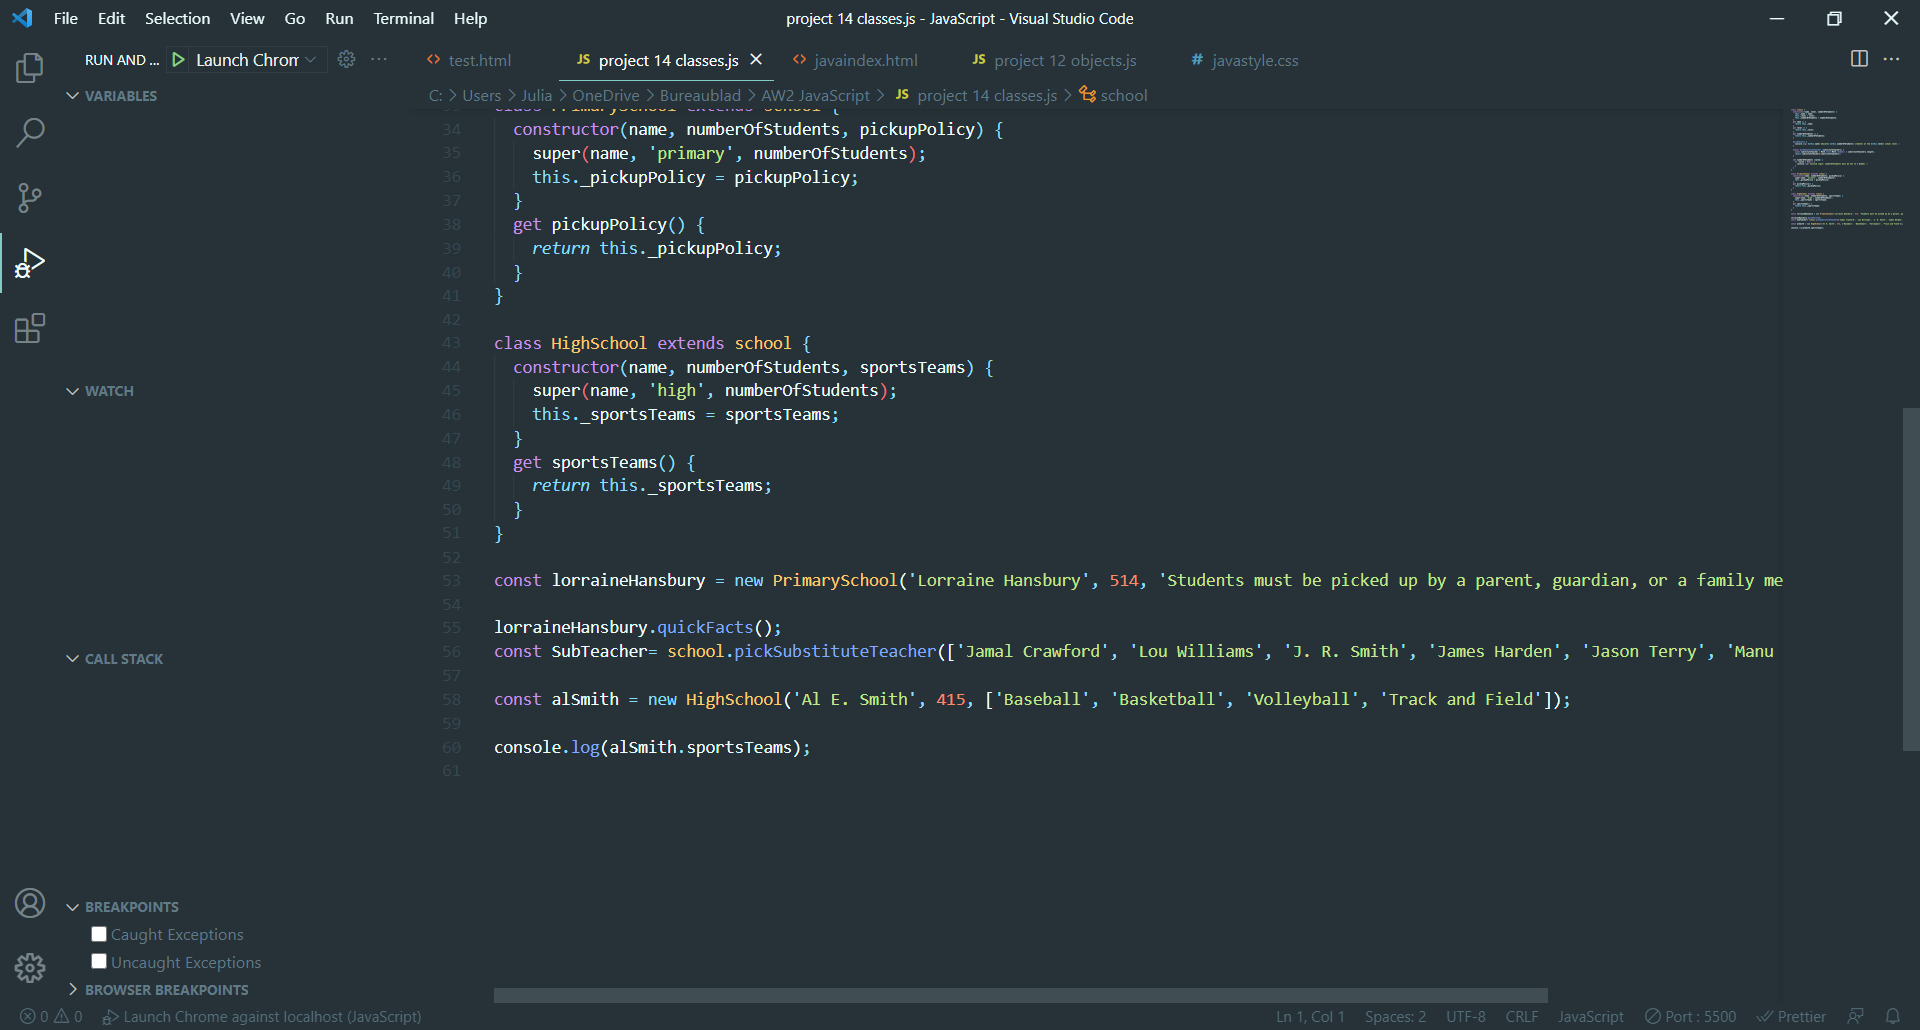 File Edit Selection View Go Run Terminal Help
project 14 classes.js - JavaScript - Visual Studio Code
RUN AND ... Launch Chrom
test.html
JS project 14 classes.js
javaindex.html
JS project 12 objects.js
# javastyle.css
VARIABLES
WATCH
CALL STACK
BREAKPOINTS
Caught Exceptions
Uncaught Exceptions
BROWSER BREAKPOINTS
C: > Users > Julia > OneDrive > Bureaublad > AW2 JavaScript > JS project 14 classes.js > school
class PrimarySchool extends school {
34 constructor(name, numberOfStudents, pickupPolicy) {
35 super(name, 'primary', numberOfStudents);
36 this._pickupPolicy = pickupPolicy;
37 }
38 get pickupPolicy() {
39 return this._pickupPolicy;
40 }
41 }
42
43 class HighSchool extends school {
44 constructor(name, numberOfStudents, sportsTeams) {
45 super(name, 'high', numberOfStudents);
46 this._sportsTeams = sportsTeams;
47 }
48 get sportsTeams() {
49 return this._sportsTeams;
50 }
51 }
52
53 const lorraineHansbury = new PrimarySchool('Lorraine Hansbury', 514, 'Students must be picked up by a parent, guardian, or a family me
54
55 lorraineHansbury.quickFacts();
56 const SubTeacher= school.pickSubstituteTeacher(['Jamal Crawford', 'Lou Williams', 'J. R. Smith', 'James Harden', 'Jason Terry', 'Manu
57
58 const alSmith = new HighSchool('Al E. Smith', 415, ['Baseball', 'Basketball', 'Volleyball', 'Track and Field']);
59
60 console.log(alSmith.sportsTeams);
61
0 0 Launch Chrome against localhost (JavaScript)
Ln 1, Col 1 Spaces: 2 UTF-8 CRLF JavaScript Port : 5500 Prettier